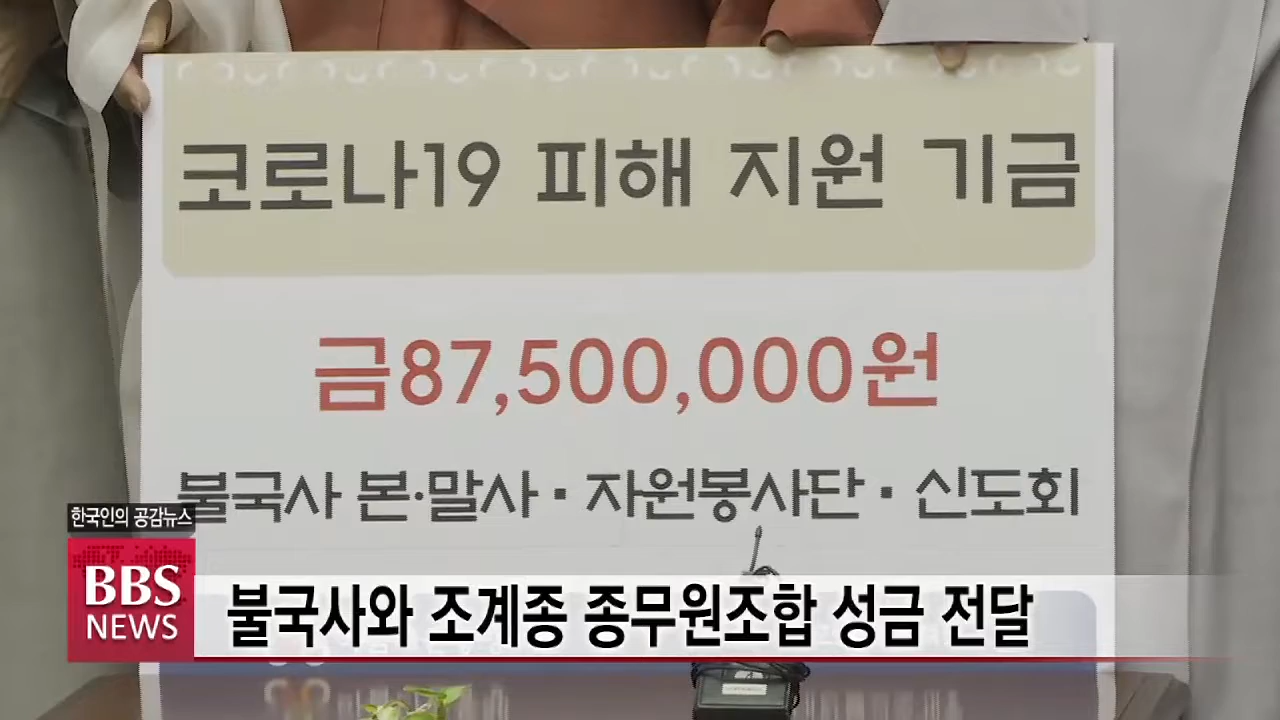 코로나19 피해 지원 기금
금87,500,000원
불국사 본·말사·자원봉사단·신도회
한국인의 공감뉴스
BBS
NEWS
불국사와 조계종 종무원조합 성금 전달